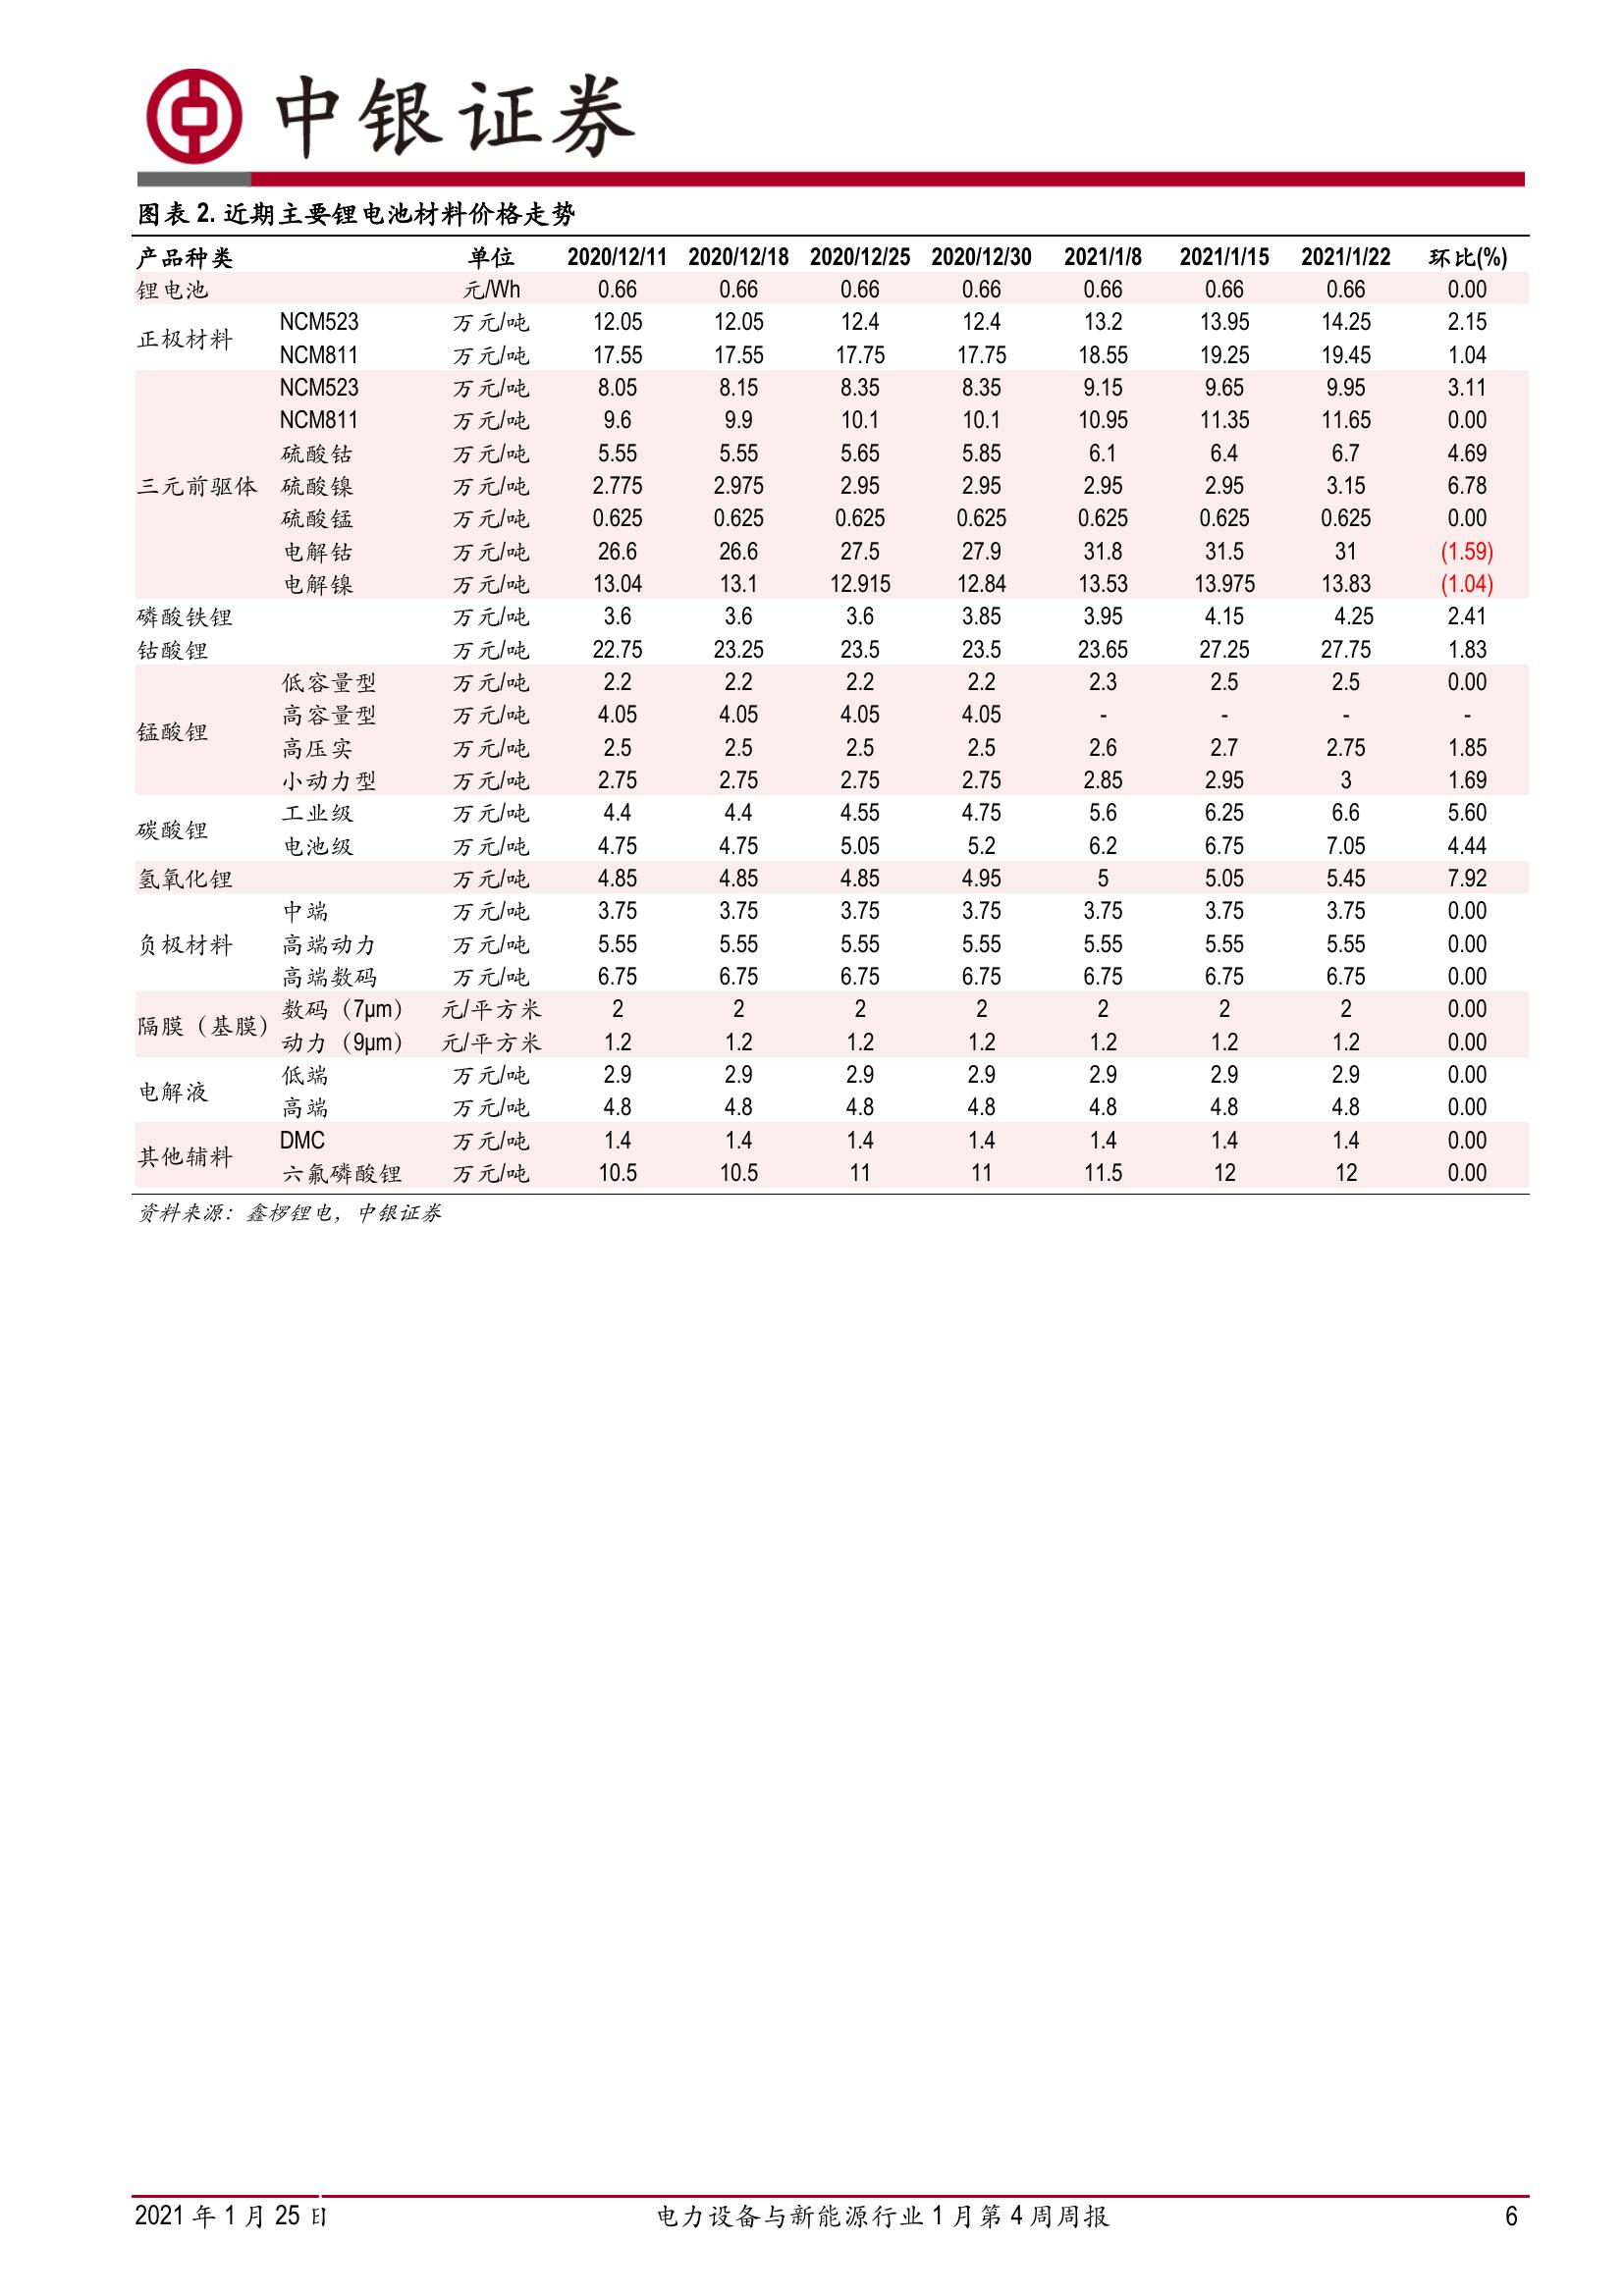 中银证券
图表 2. 近期主要锂电池材料价格走势
产品种类 单位 2020/12/11 2020/12/18 2020/12/25 2020/12/30 2021/1/8 2021/1/15 2021/1/22 环比(%)
锂电池 元/Wh 0.66 0.66 0.66 0.66 0.66 0.66 0.66 0.00
正极材料 NCM523 万元/吨 12.05 12.05 12.4 12.4 13.2 13.95 14.25 2.15
NCM811 万元/吨 17.55 17.55 17.75 17.75 18.55 19.25 19.45 1.04
三元前驱体 NCM523 万元/吨 8.05 8.15 8.35 8.35 9.15 9.65 9.95 3.11
NCM811 万元/吨 9.6 9.9 10.1 10.1 10.95 11.35 11.65 0.00
硫酸钴 万元/吨 5.55 5.55 5.65 5.85 6.1 6.4 6.7 4.69
硫酸镍 万元/吨 2.775 2.975 2.95 2.95 2.95 2.95 3.15 6.78
硫酸锰 万元/吨 0.625 0.625 0.625 0.625 0.625 0.625 0.625 0.00
电解钴 万元/吨 26.6 26.6 27.5 27.9 31.8 31.5 31 (1.59)
电解镍 万元/吨 13.04 13.1 12.915 12.84 13.53 13.975 13.83 (1.04)
磷酸铁锂 万元/吨 3.6 3.6 3.6 3.85 3.95 4.15 4.25 2.41
钴酸锂 万元/吨 22.75 23.25 23.5 23.5 23.65 27.25 27.75 1.83
锰酸锂 低容量型 万元/吨 2.2 2.2 2.2 2.2 2.3 2.5 2.5 0.00
高容量型 万元/吨 4.05 4.05 4.05 4.05 - - - -
高压实 万元/吨 2.5 2.5 2.5 2.5 2.6 2.7 2.75 1.85
小动力型 万元/吨 2.75 2.75 2.75 2.75 2.85 2.95 3 1.69
碳酸锂 工业级 万元/吨 4.4 4.4 4.55 4.75 5.6 6.25 6.6 5.60
电池级 万元/吨 4.75 4.75 5.05 5.2 6.2 6.75 7.05 4.44
氢氧化锂 万元/吨 4.85 4.85 4.85 4.95 5 5.05 5.45 7.92
负极材料 中端 万元/吨 3.75 3.75 3.75 3.75 3.75 3.75 3.75 0.00
高端动力 万元/吨 5.55 5.55 5.55 5.55 5.55 5.55 5.55 0.00
高端数码 万元/吨 6.75 6.75 6.75 6.75 6.75 6.75 6.75 0.00
隔膜（基膜） 数码（7μm） 元/平方米 2 2 2 2 2 2 2 0.00
动力（9μm） 元/平方米 1.2 1.2 1.2 1.2 1.2 1.2 1.2 0.00
电解液 低端 万元/吨 2.9 2.9 2.9 2.9 2.9 2.9 2.9 0.00
高端 万元/吨 4.8 4.8 4.8 4.8 4.8 4.8 4.8 0.00
其他辅料 DMC 万元/吨 1.4 1.4 1.4 1.4 1.4 1.4 1.4 0.00
六氟磷酸锂 万元/吨 10.5 10.5 11 11 11.5 12 12 0.00
资料来源：鑫椤锂电，中银证券
2021 年 1 月 25 日 电力设备与新能源行业 1 月第 4 周周报 6